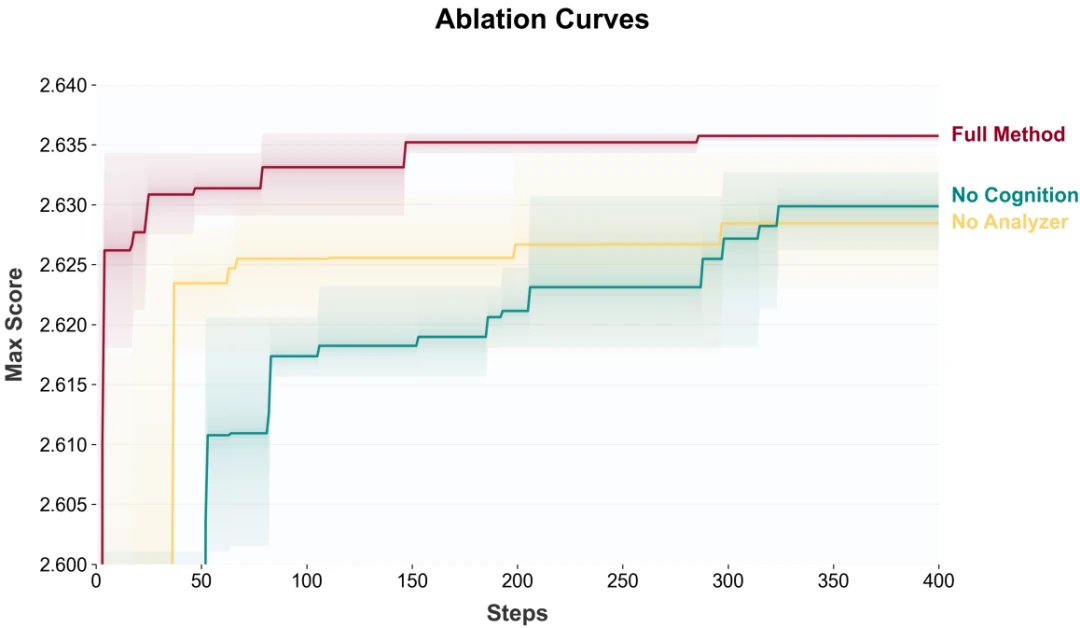 Ablation Curves
Max Score
2.640
2.635
2.630
2.625
2.620
2.615
2.610
2.605
2.600
0 50 100 150 200 250 300 350 400
Steps
Full Method
No Cognition
No Analyzer